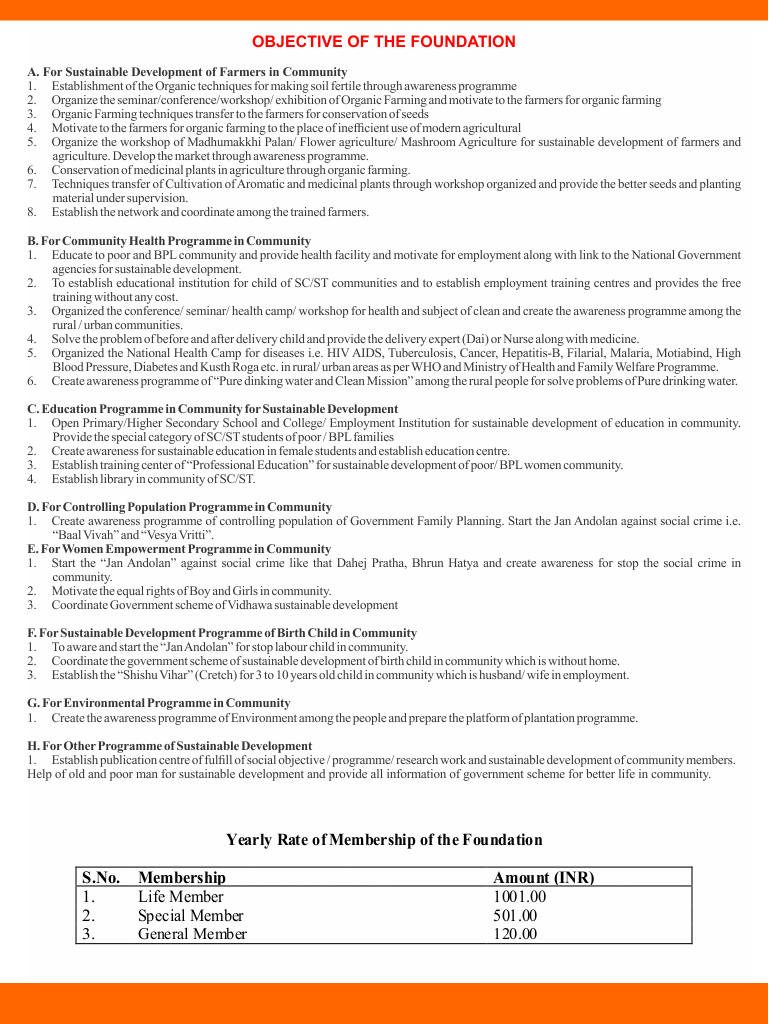 OBJECTIVE OF THE FOUNDATION
A. For Sustainable Development of Farmers in Community
1. Establishment of the Organic techniques for making soil fertile through awareness programme
2. Organize the seminar/conference/workshop/ exhibition of Organic Farming and motivate to the farmers for organic farming
3. Organic Farming techniques transfer to the farmers for conservation of seeds
4. Motivate to the farmers for organic farming to the place of inefficient use of modern agricultural
5. Organize the workshop of Madhumakkhi Palan/ Flower agriculture/ Mashroom Agriculture for sustainable development of farmers and
agriculture. Develop the market through awareness programme.
6. Conservation of medicinal plants in agriculture through organic farming.
7. Techniques transfer of Cultivation of Aromatic and medicinal plants through workshop organized and provide the better seeds and planting
material under supervision.
8. Establish the network and coordinate among the trained farmers.
B. For Community Health Programme in Community
1. Educate to poor and BPL community and provide health facility and motivate for employment along with link to the National Government
agencies for sustainable development.
2. To establish educational institution for child of SC/ST communities and to establish employment training centres and provides the free
training without any cost.
3. Organized the conference/ seminar/ health camp/ workshop for health and subject of clean and create the awareness programme among the
rural / urban communities.
4. Solve the problem of before and after delivery child and provide the delivery expert (Dai) or Nurse along with medicine.
5. Organized the National Health Camp for diseases i.e. HIV AIDS, Tuberculosis, Cancer, Hepatitis-B, Filarial, Malaria, Motiabind, High
Blood Pressure, Diabetes and Kusth Roga etc. in rural/ urban areas as per WHO and Ministry of Health and Family Welfare Programme.
6. Create awareness programme of “Pure dinking water and Clean Mission” among the rural people for solve problems of Pure drinking water.
C. Education Programme in Community for Sustainable Development
1. Open Primary/Higher Secondary School and College/ Employment Institution for sustainable development of education in community.
Provide the special category of SC/ST students of poor / BPL families
2. Create awareness for sustainable education in female students and establish education centre.
3. Establish training center of “Professional Education” for sustainable development of poor/ BPL women community.
4. Establish library in community of SC/ST.
D. For Controlling Population Programme in Community
1. Create awareness programme of controlling population of Government Family Planning. Start the Jan Andolan against social crime i.e.
“Baal Vivah” and “Vesya Vritti”.
E. For Women Empowerment Programme in Community
1. Start the “Jan Andolan” against social crime like that Dahej Pratha, Bhrun Hatya and create awareness for stop the social crime in
community.
2. Motivate the equal rights of Boy and Girls in community.
3. Coordinate Government scheme of Vidhawa sustainable development
F. For Sustainable Development Programme of Birth Child in Community
1. To aware and start the “Jan Andolan” for stop labour child in community.
2. Coordinate the government scheme of sustainable development of birth child in community which is without home.
3. Establish the “Shishu Vihar” (Cretch) for 3 to 10 years old child in community which is husband/ wife in employment.
G. For Environmental Programme in Community
1. Create the awareness programme of Environment among the people and prepare the platform of plantation programme.
H. For Other Programme of Sustainable Development
1. Establish publication centre of fulfill of social objective / programme/ research work and sustainable development of community members.
Help of old and poor man for sustainable development and provide all information of government scheme for better life in community.
Yearly Rate of Membership of the Foundation
S.No. Membership Amount (INR)
1. Life Member 1001.00
2. Special Member 501.00
3. General Member 120.00